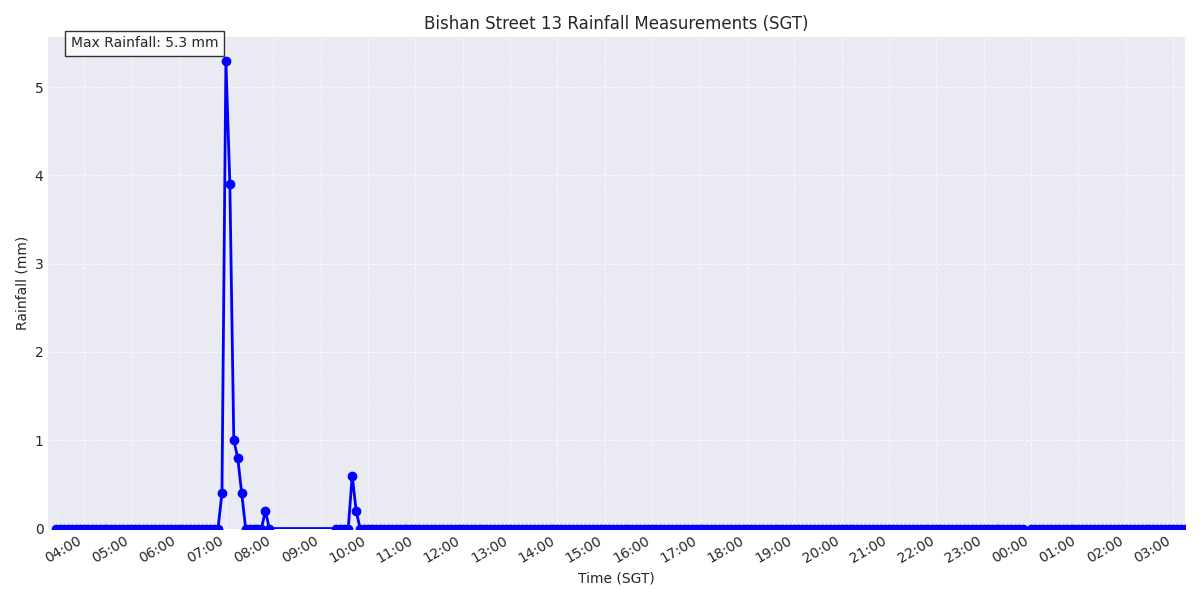 Bishan Street 13 Rainfall Measurements (SGT)
Max Rainfall: 5.3 mm
5
4
3
2
1
0
Rainfall (mm)
04:00 05:00 06:00 07:00 08:00 09:00 10:00 11:00 12:00 13:00 14:00 15:00 16:00 17:00 18:00 19:00 20:00 21:00 22:00 23:00 00:00 01:00 02:00 03:00
Time (SGT)